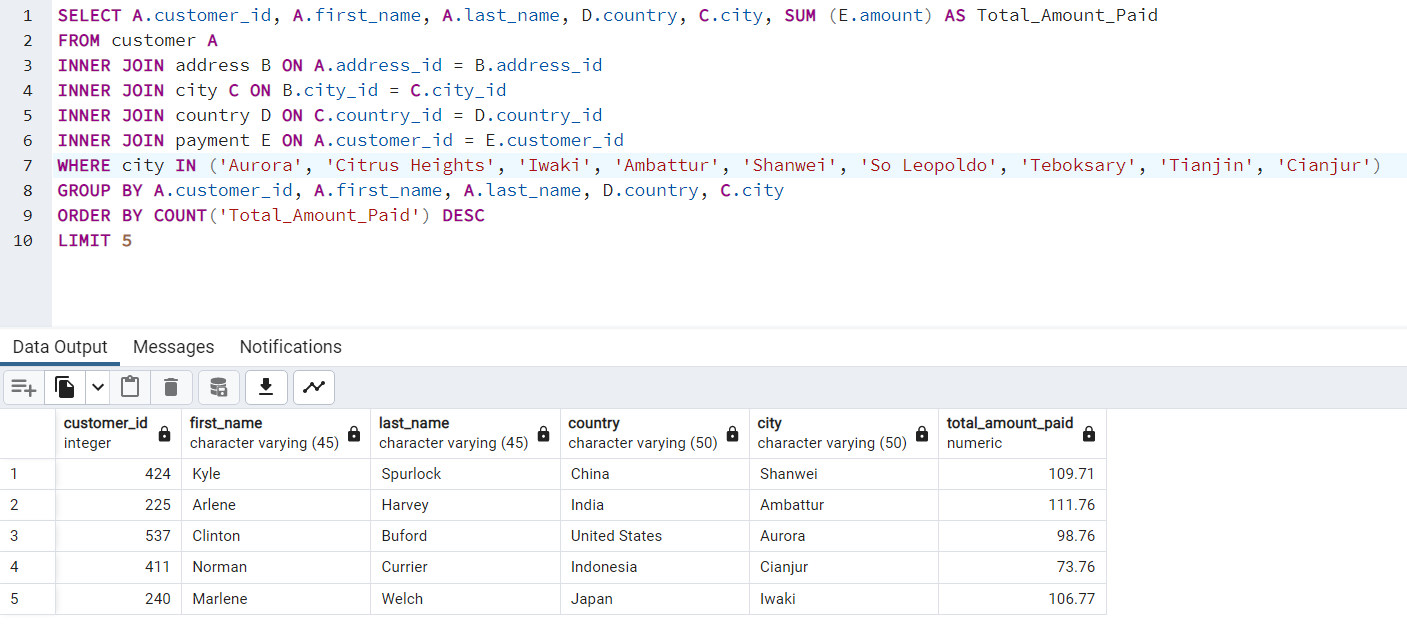 1 SELECT A.customer_id, A.first_name, A.last_name, D.country, C.city, SUM (E.amount) AS Total_Amount_Paid
2 FROM customer A
3 INNER JOIN address B ON A.address_id = B.address_id
4 INNER JOIN city C ON B.city_id = C.city_id
5 INNER JOIN country D ON C.country_id = D.country_id
6 INNER JOIN payment E ON A.customer_id = E.customer_id
7 WHERE city IN ('Aurora', 'Citrus Heights', 'Iwaki', 'Ambattur', 'Shanwei', 'So Leopoldo', 'Teboksary', 'Tianjin', 'Cianjur')
8 GROUP BY A.customer_id, A.first_name, A.last_name, D.country, C.city
9 ORDER BY COUNT('Total_Amount_Paid') DESC
10 LIMIT 5
Data Output Messages Notifications
customer_id first_name last_name country city total_amount_paid
integer character varying (45) character varying (45) character varying (50) character varying (50) numeric
1 424 Kyle Spurlock China Shanwei 109.71
2 225 Arlene Harvey India Ambattur 111.76
3 537 Clinton Buford United States Aurora 98.76
4 411 Norman Currier Indonesia Cianjur 73.76
5 240 Marlene Welch Japan Iwaki 106.77